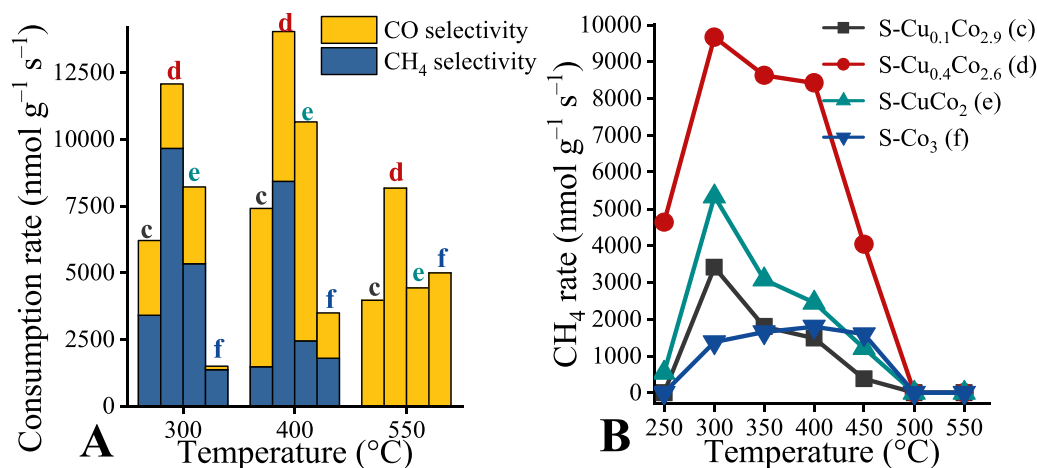 Consumption rate (nmol g⁻¹ s⁻¹)
12500
10000
7500
5000
2500
0
CO selectivity
CH₄ selectivity
c
d
e
f
c
d
e
f
c
d
e
f
300
400
550
Temperature (°C)
A
CH₄ rate (nmol g⁻¹ s⁻¹)
10000
9000
8000
7000
6000
5000
4000
3000
2000
1000
0
S-Cu₀.₁Co₂.₉ (c)
S-Cu₀.₄Co₂.₆ (d)
S-CuCo₂ (e)
S-Co₃ (f)
250 300 350 400 450 500 550
Temperature (°C)
B